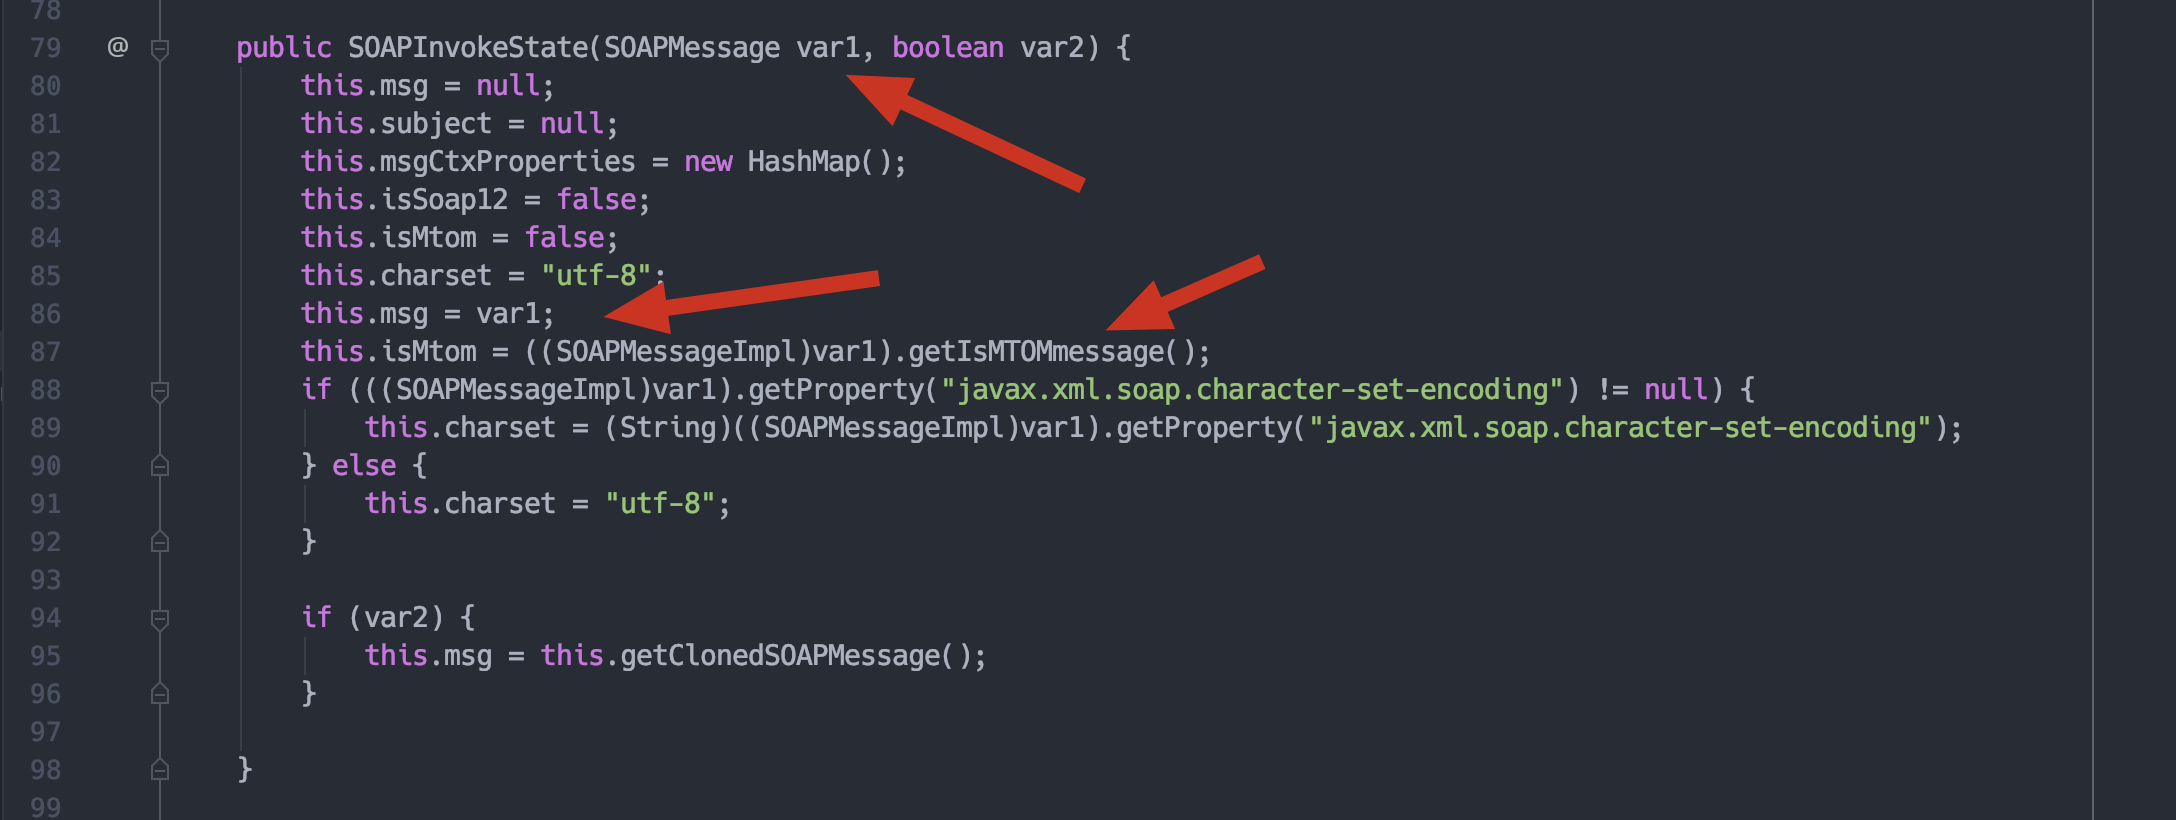 78
79 @ public SOAPInvokeState(SOAPMessage var1, boolean var2) {
80 this.msg = null;
81 this.subject = null;
82 this.msgCtxProperties = new HashMap();
83 this.isSoap12 = false;
84 this.isMtom = false;
85 this.charset = "utf-8";
86 this.msg = var1;
87 this.isMtom = ((SOAPMessageImpl)var1).getIsMTOMmessage();
88 if (((SOAPMessageImpl)var1).getProperty("javax.xml.soap.character-set-encoding") != null) {
89 this.charset = (String)((SOAPMessageImpl)var1).getProperty("javax.xml.soap.character-set-encoding");
90 } else {
91 this.charset = "utf-8";
92 }
93
94 if (var2) {
95 this.msg = this.getClonedSOAPMessage();
96 }
97
98 }
99